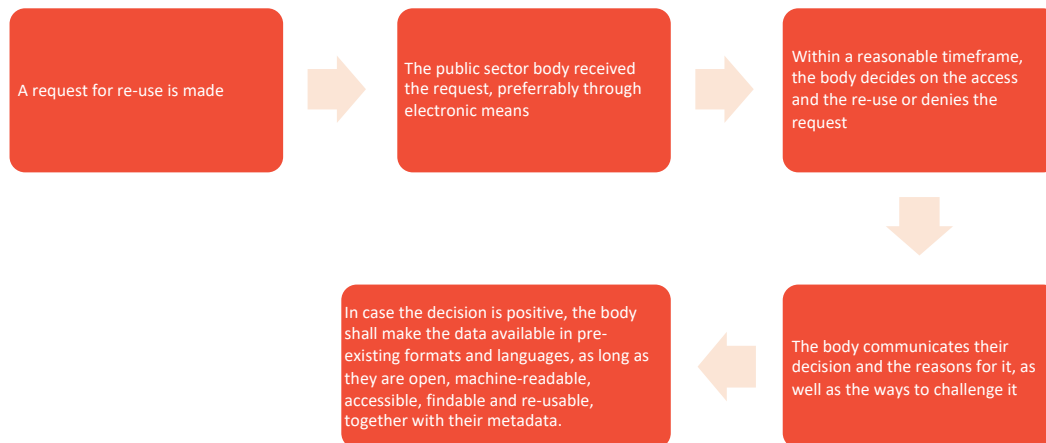 A request for re-use is made
The public sector body received
the request, preferrably through
electronic means
Within a reasonable timeframe,
the body decides on the access
and the re-use or denies the
request
The body communicates their
decision and the reasons for it, as
well as the ways to challenge it
In case the decision is positive, the body
shall make the data available in pre-
existing formats and languages, as long as
they are open, machine-readable,
accessible, findable and re-usable,
together with their metadata.